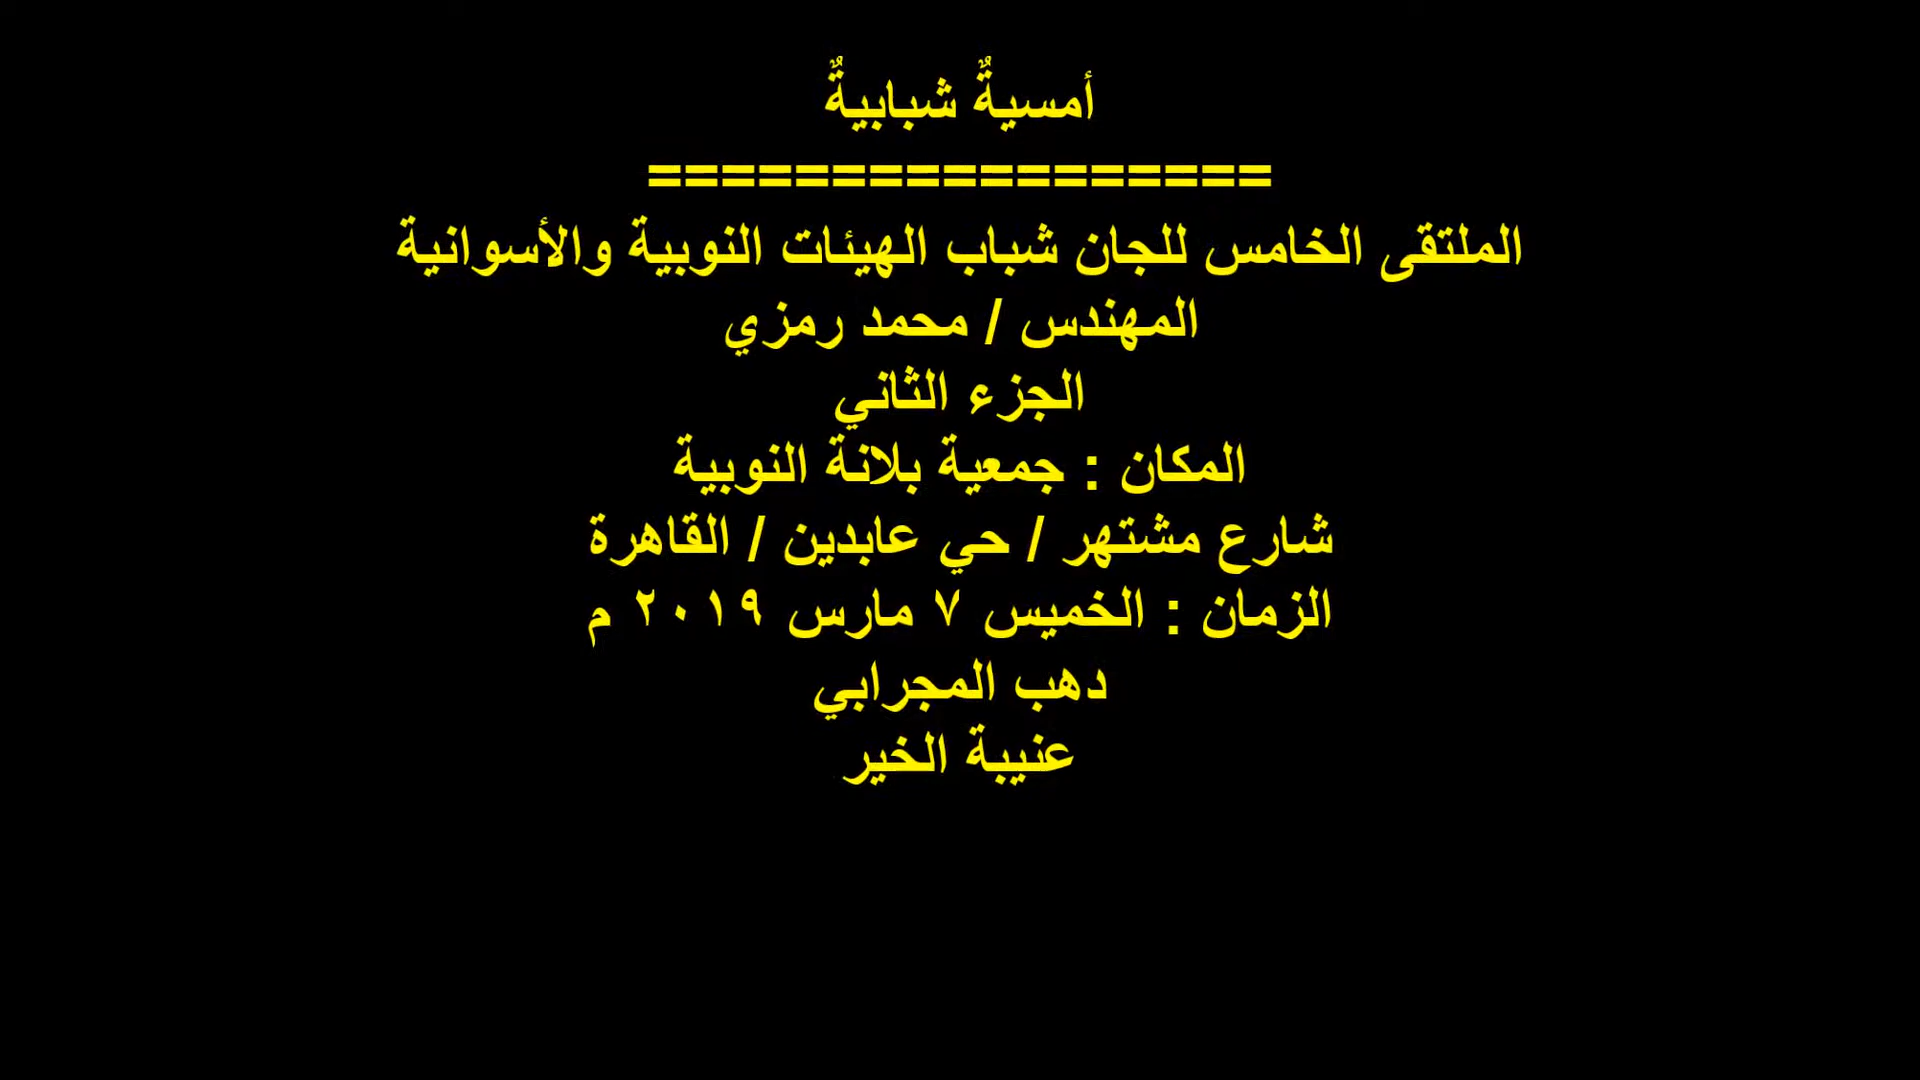 أمسيةٌ شبابيةٌ
=================
الملتقى الخامس للجان شباب الهيئات النوبية والأسوانية
المهندس / محمد رمزي
الجزء الثاني
المكان : جمعية بلانة النوبية
شارع مشتهر / حي عابدين / القاهرة
الزمان : الخميس ٧ مارس ٢٠١٩ م
دهب المجرابي
عنيبة الخير